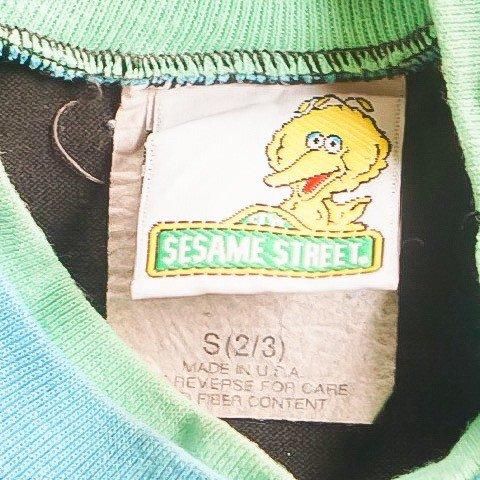 SESAME STREET®
S (2/3)
MADE IN U.S.A.
REVERSE FOR CARE
FIBER CONTENT